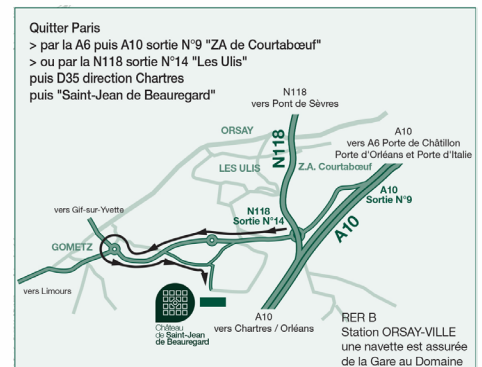 Quitter Paris
> par la A6 puis A10 sortie N°9 "ZA de Courtabœuf"
> ou par la N118 sortie N°14 "Les Ulis"
puis D35 direction Chartres
puis "Saint-Jean de Beauregard"
N118
vers Pont de Sèvres
ORSAY
N118
A10
vers A6 Porte de Châtillon
Porte d'Orléans et Porte d'Italie
LES ULIS
Z.A. Courtabœuf
A10
Sortie N°9
vers Gif-sur-Yvette
N118
Sortie N°14
A10
GOMETZ
vers Limours
Château
de Saint-Jean
de Beauregard
A10
vers Chartres / Orléans
RER B
Station ORSAY-VILLE
une navette est assurée
de la Gare au Domaine